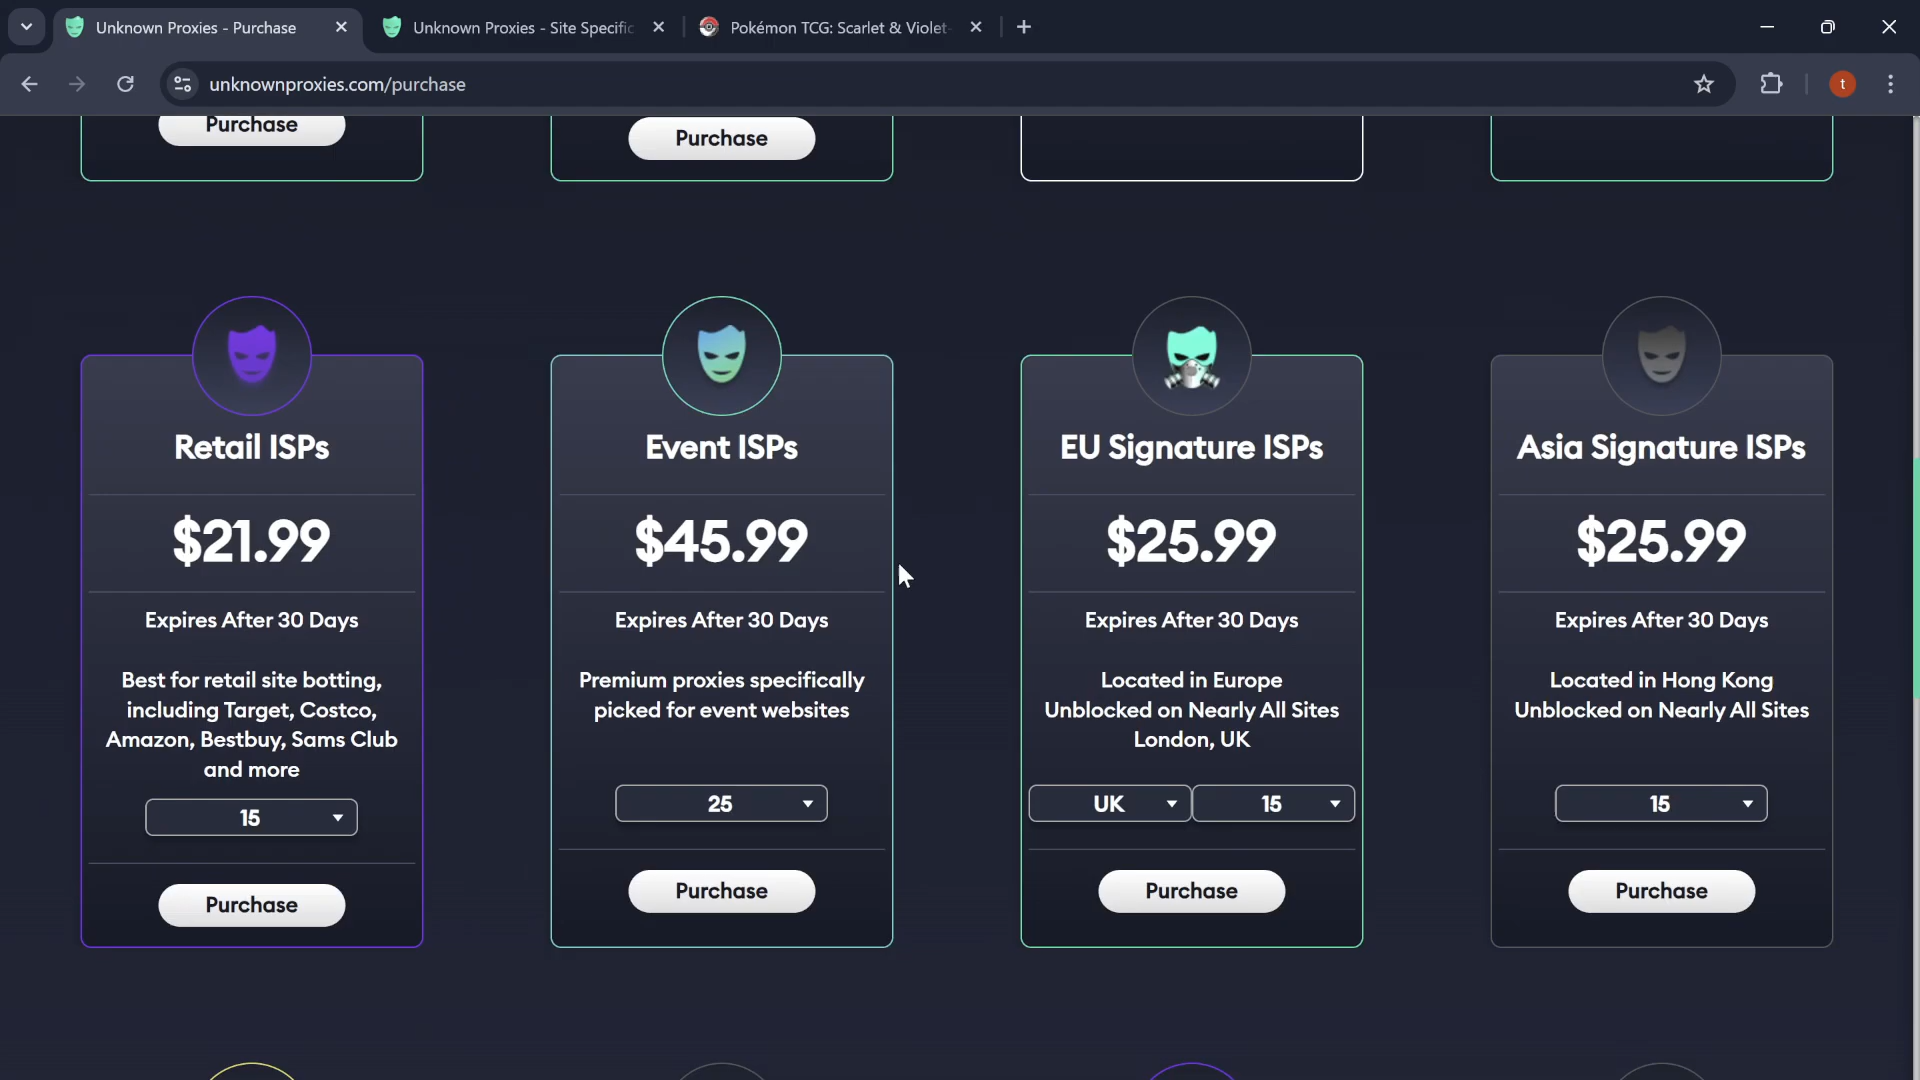 Unknown Proxies - Purchase
Unknown Proxies - Site Specific
Pokémon TCG: Scarlet & Violet-
unknownproxies.com/purchase
t
Purchase
Purchase
Retail ISPs
$21.99
Expires After 30 Days
Best for retail site botting,
including Target, Costco,
Amazon, Bestbuy, Sams Club
and more
15
Purchase
Event ISPs
$45.99
Expires After 30 Days
Premium proxies specifically
picked for event websites
25
Purchase
EU Signature ISPs
$25.99
Expires After 30 Days
Located in Europe
Unblocked on Nearly All Sites
London, UK
UK
15
Purchase
Asia Signature ISPs
$25.99
Expires After 30 Days
Located in Hong Kong
Unblocked on Nearly All Sites
15
Purchase